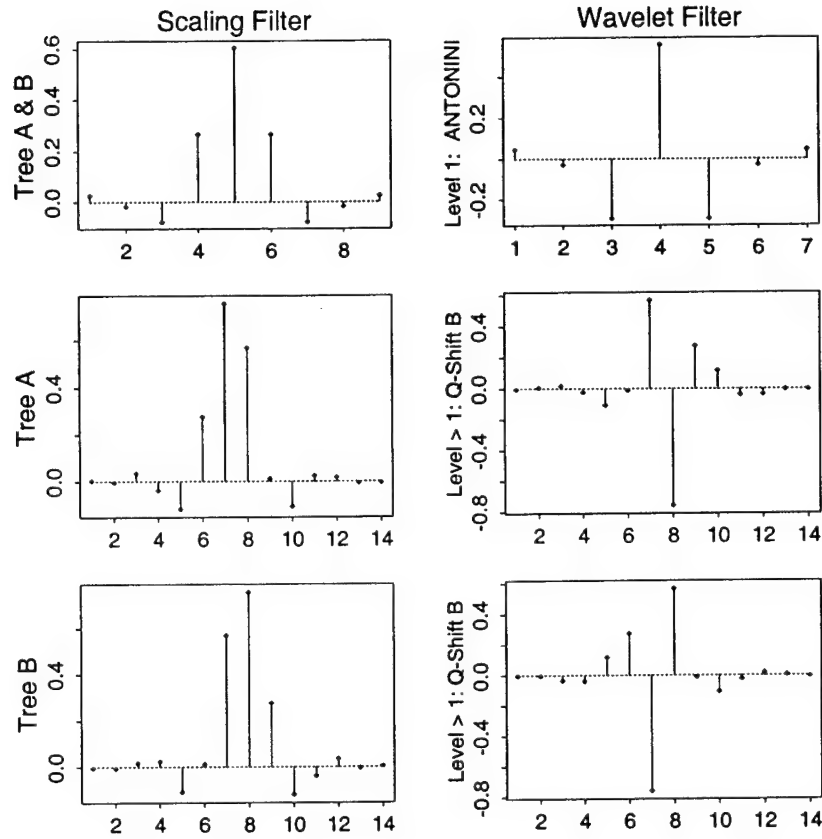 Scaling Filter
Wavelet Filter
Tree A & B
0.6
0.4
0.2
0.0
2 4 6 8
Level 1: ANTONINI
0.2
-0.2
1 2 3 4 5 6 7
Tree A
0.4
0.0
2 4 6 8 10 12 14
Level > 1: Q-Shift B
0.4
0.0
-0.4
-0.8
2 4 6 8 10 12 14
Tree B
0.4
0.0
2 4 6 8 10 12 14
Level > 1: Q-Shift B
0.4
0.0
-0.4
-0.8
2 4 6 8 10 12 14